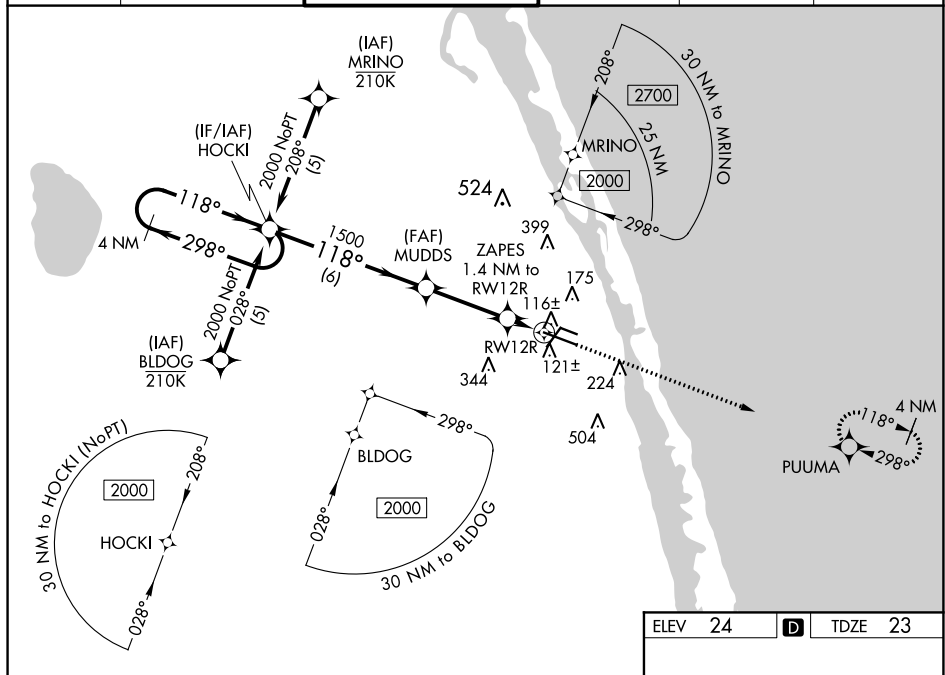 (IAF)
MRINO
210K
2000 NoPT
208°
(5)
(IF/IAF)
HOCKI
118°
298°
4 NM
2000 NoPT
028°
(5)
(IAF)
BLDOG
210K
1500
118°
(6)
(FAF)
MUDDS
ZAPES
1.4 NM to
RW12R
RW12R
524
399
175
116±
121±
344
224
504
208°
30 NM to MRINO
2700
25 NM
MRINO
2000
298°
4 NM
118°
298°
PUUMA
30 NM to HOCKI (NoPT)
2000
208°
HOCKI
028°
298°
BLDOG
2000
028°
30 NM to BLDOG
ELEV 24 D TDZE 23